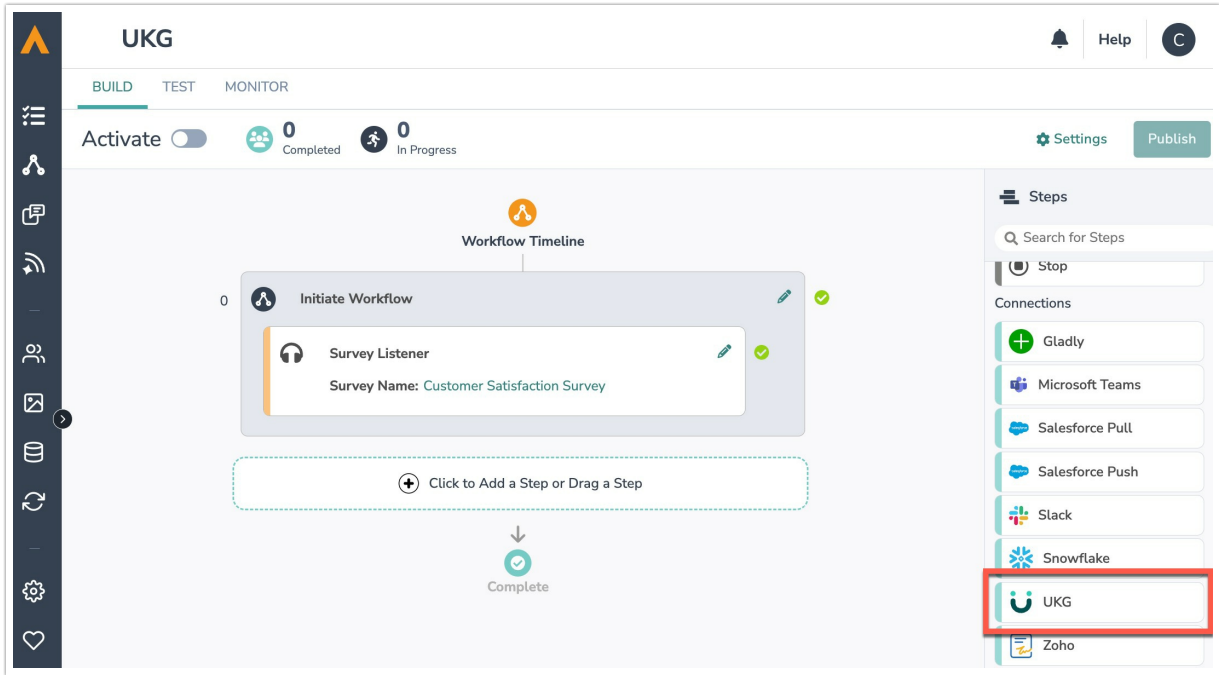 UKG
Help
C
BUILD TEST MONITOR
Activate
0
Completed
0
In Progress
Settings
Publish
Workflow Timeline
0
Initiate Workflow
Survey Listener
Survey Name: Customer Satisfaction Survey
Click to Add a Step or Drag a Step
Complete
Steps
Search for Steps
Stop
Connections
Gladly
Microsoft Teams
Salesforce Pull
Salesforce Push
Slack
Snowflake
UKG
Zoho